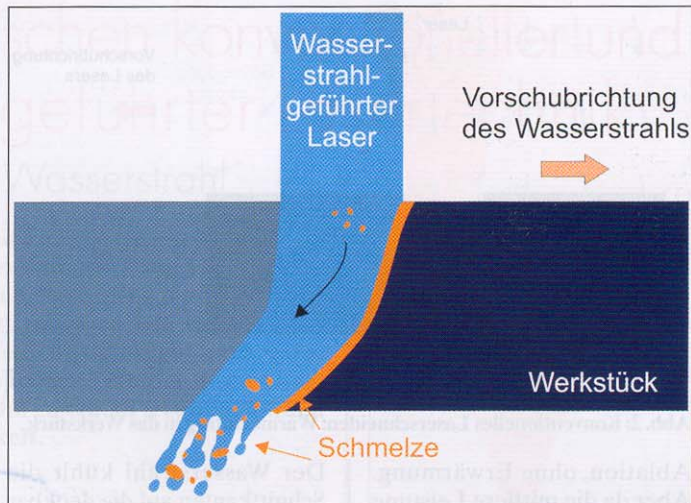 Wasser-
strahl-
geführter
Laser
Vorschubrichtung
des Wasserstrahls
Werkstück
Schmelze